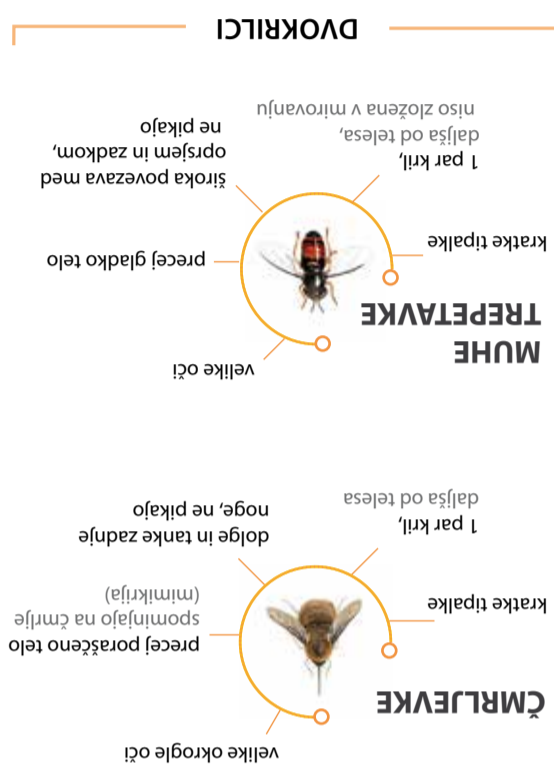 ČMRLJEVKE
velike okrogle oči
kratke tipalke
precej poraščeno telo
spominjajo na čmrlje
(mimikrija)
1 par kril,
daljša od telesa
dolge in tanke zadnje
noge, ne pikajo
MUHE
TREPETAVKE
velike oči
kratke tipalke
precej gladko telo
1 par kril,
daljša od telesa,
niso zložena v mirovanju
široka povezava med
oprsjem in zadkom,
ne pikajo
DVOKRILCI